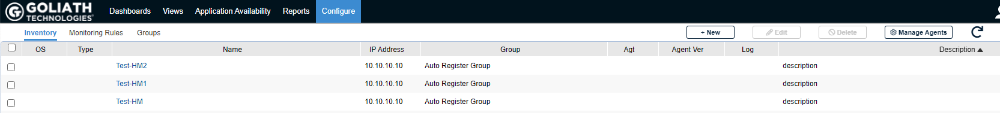 GOLIATH TECHNOLOGIES Dashboards Views Application Availability Reports Configure
Inventory Monitoring Rules Groups + New Edit Delete Manage Agents
OS Type Name IP Address Group Agt Agent Ver Log Description
Test-HM2 10.10.10.10 Auto Register Group description
Test-HM1 10.10.10.10 Auto Register Group description
Test-HM 10.10.10.10 Auto Register Group description